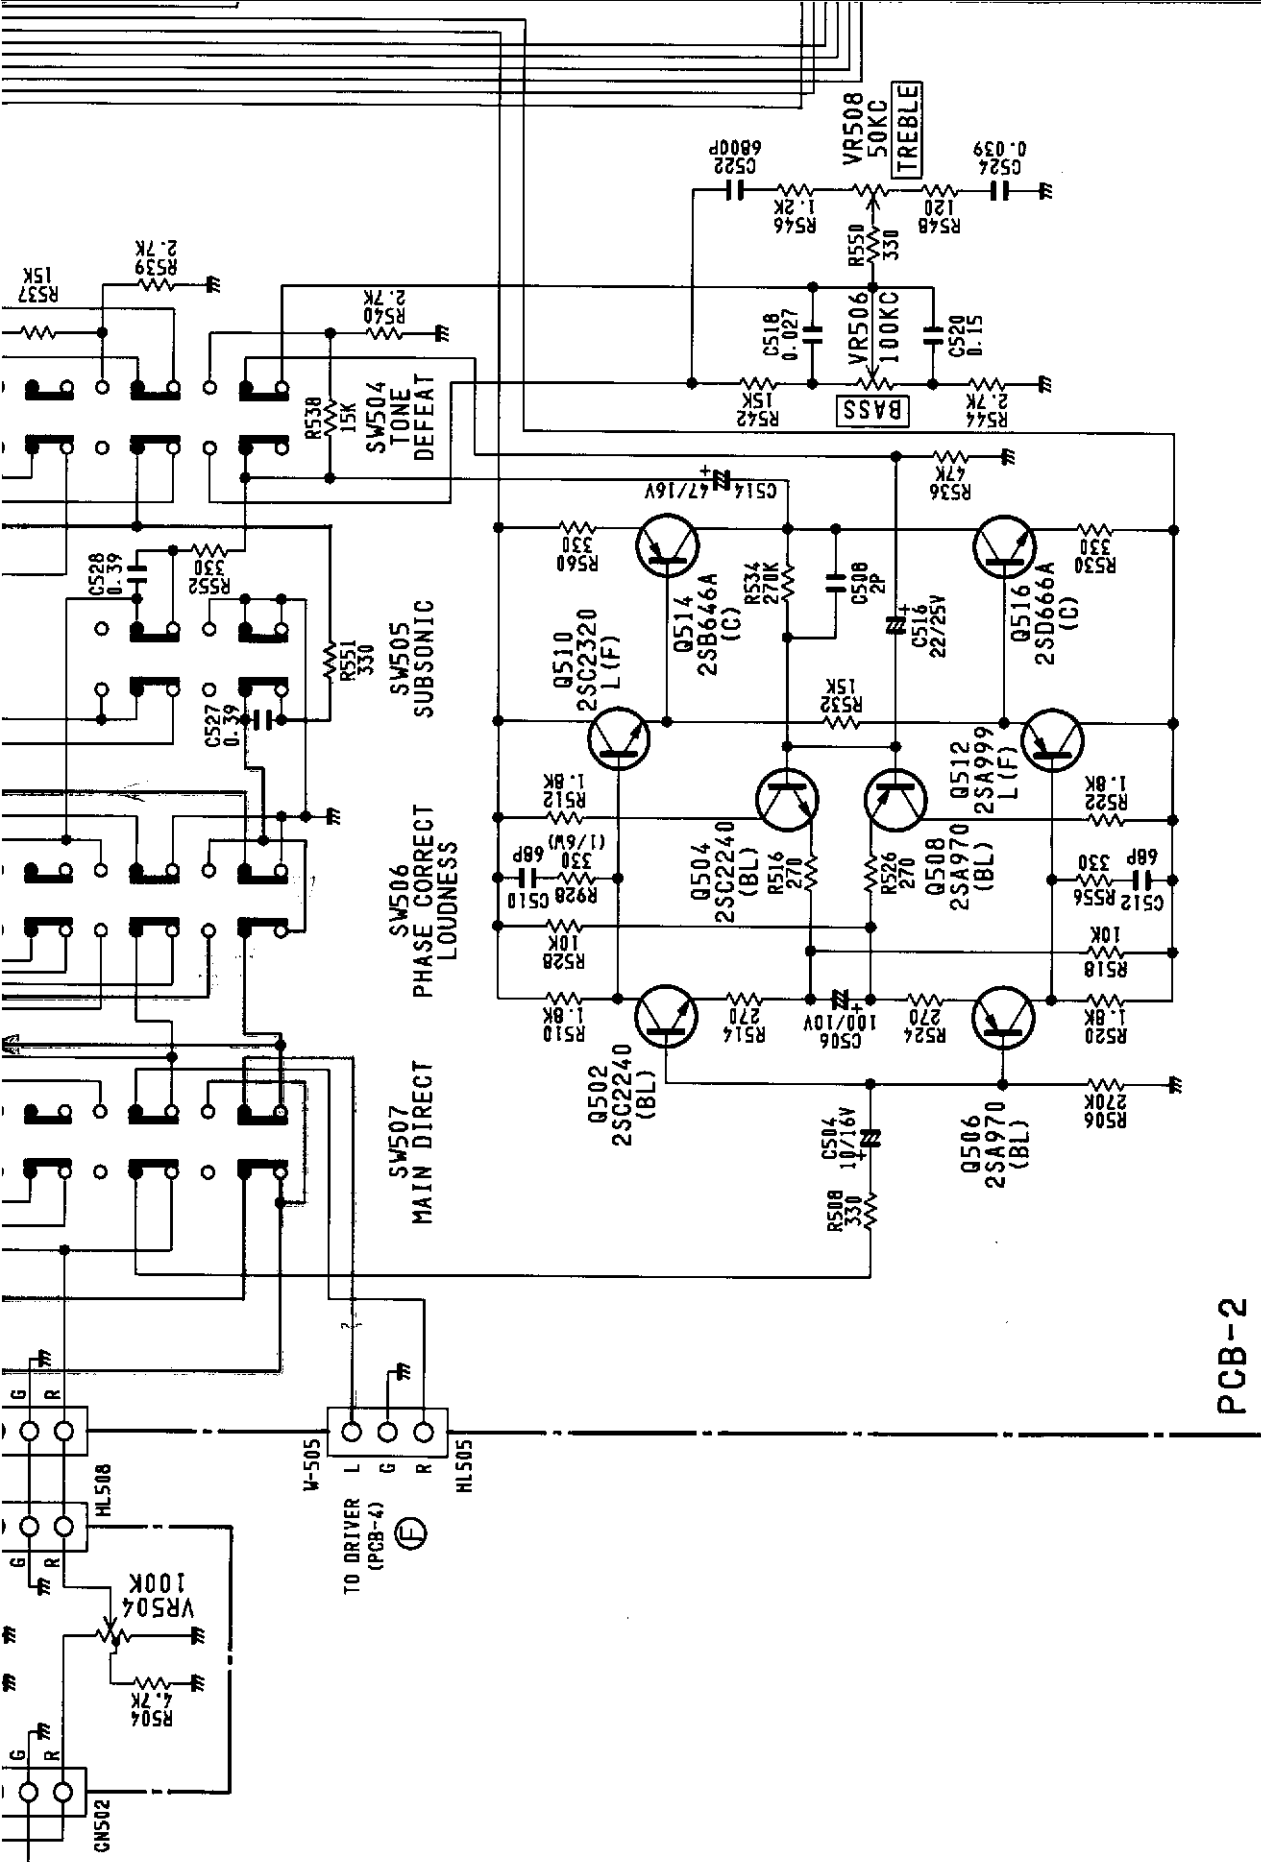 VR508
50KC
TREBLE
6800P
C522
1.2K
R546
120
R548
0.039
C524
R550
330
2.7K
R539
15K
R537
2.7K
R540
C518
0.027
VR506
100KC
C520
0.15
15K
R542
BASS
2.7K
R544
R538
15K
SW504
TONE
DEFEAT
47/16V
C514
+
47K
R536
330
R560
Q514
2SB646A
(C)
R534
270K
C508
2P
C516
22/25V
+
Q516
2SD666A
(C)
330
R530
C528
0.39
330
R552
R551
330
SW505
SUBSONIC
C527
0.39
Q510
2SC2320
L(F)
15K
R532
Q512
2SA999
L(F)
1.8K
R512
1.8K
R522
68P
C510
330
(1/6W)
R928
Q504
2SC2240
(BL)
R516
270
R526
270
Q508
2SA970
(BL)
330
R556
68P
C512
SW506
PHASE CORRECT
LOUDNESS
10K
R528
10K
R518
1.8K
R510
270
R514
100/10V
C506
+
270
R524
1.8K
R520
Q502
2SC2240
(BL)
C504
10/16V
+
Q506
2SA970
(BL)
270K
R506
SW507
MAIN DIRECT
R508
330
PCB-2
G
R
HL508
W-505
L
G
R
HL505
TO DRIVER
(PCB-4)
F
G
R
100K
VR504
4.7K
R504
G
R
CN502